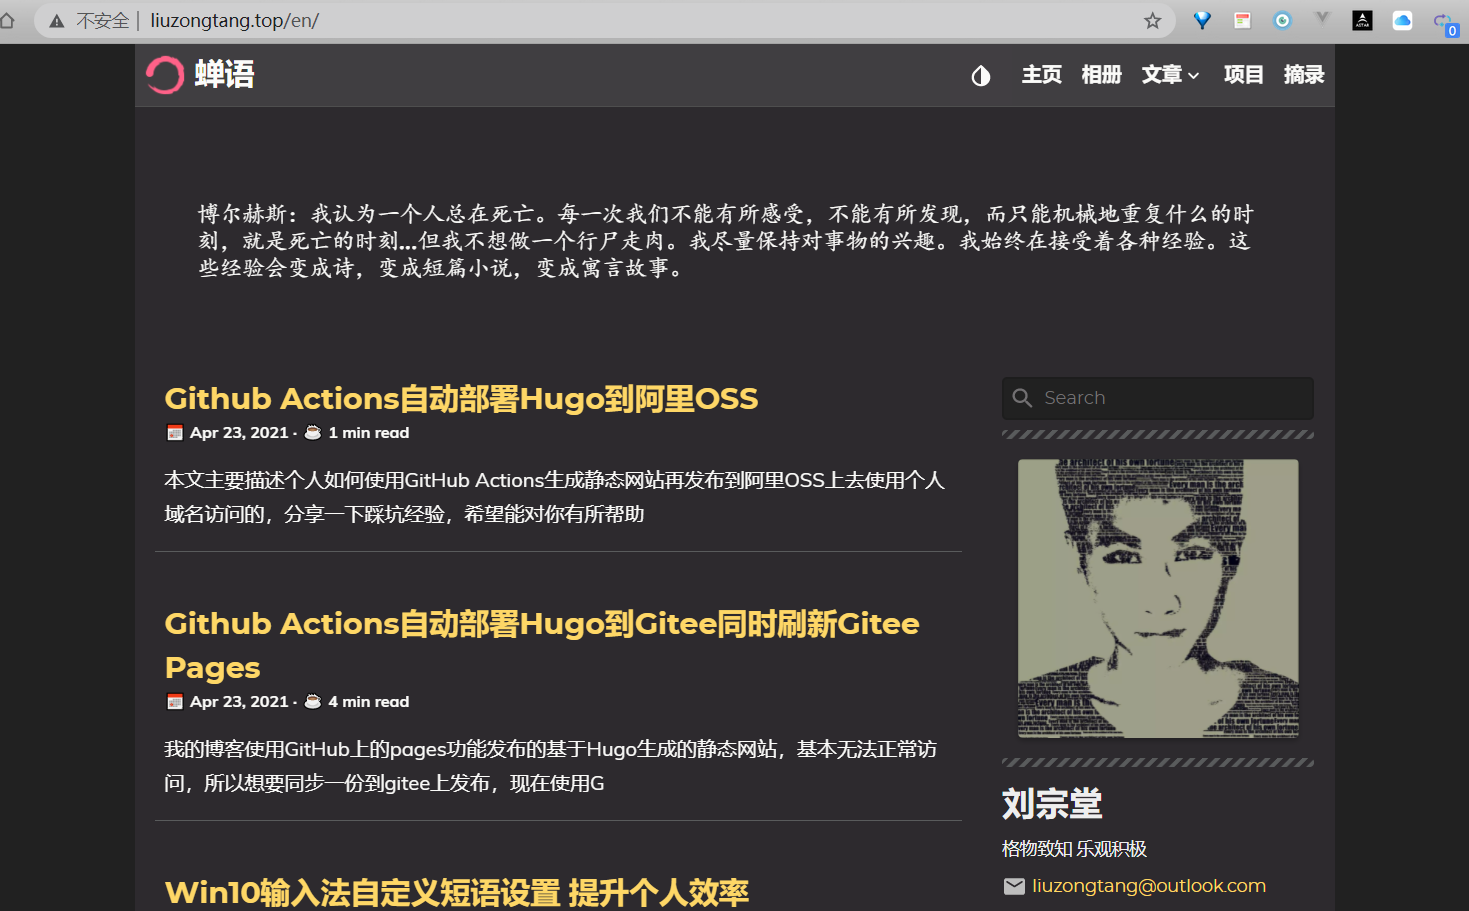 不安全 | liuzongtang.top/en/
0
蝉语
主页 相册 文章 项目 摘录
博尔赫斯：我认为一个人总在死亡。每一次我们不能有所感受，不能有所发现，而只能机械地重复什么的时
刻，就是死亡的时刻...但我不想做一个行尸走肉。我尽量保持对事物的兴趣。我始终在接受着各种经验。这
些经验会变成诗，变成短篇小说，变成寓言故事。
Github Actions自动部署Hugo到阿里OSS
Apr 23, 2021 · 1 min read
本文主要描述个人如何使用GitHub Actions生成静态网站再发布到阿里OSS上去使用个人
域名访问的，分享一下踩坑经验，希望能对你有所帮助
Github Actions自动部署Hugo到Gitee同时刷新Gitee
Pages
Apr 23, 2021 · 4 min read
我的博客使用GitHub上的pages功能发布的基于Hugo生成的静态网站，基本无法正常访
问，所以想要同步一份到gitee上发布，现在使用G
Win10输入法自定义短语设置 提升个人效率
Search
刘宗堂
格物致知 乐观积极
liuzongtang@outlook.com